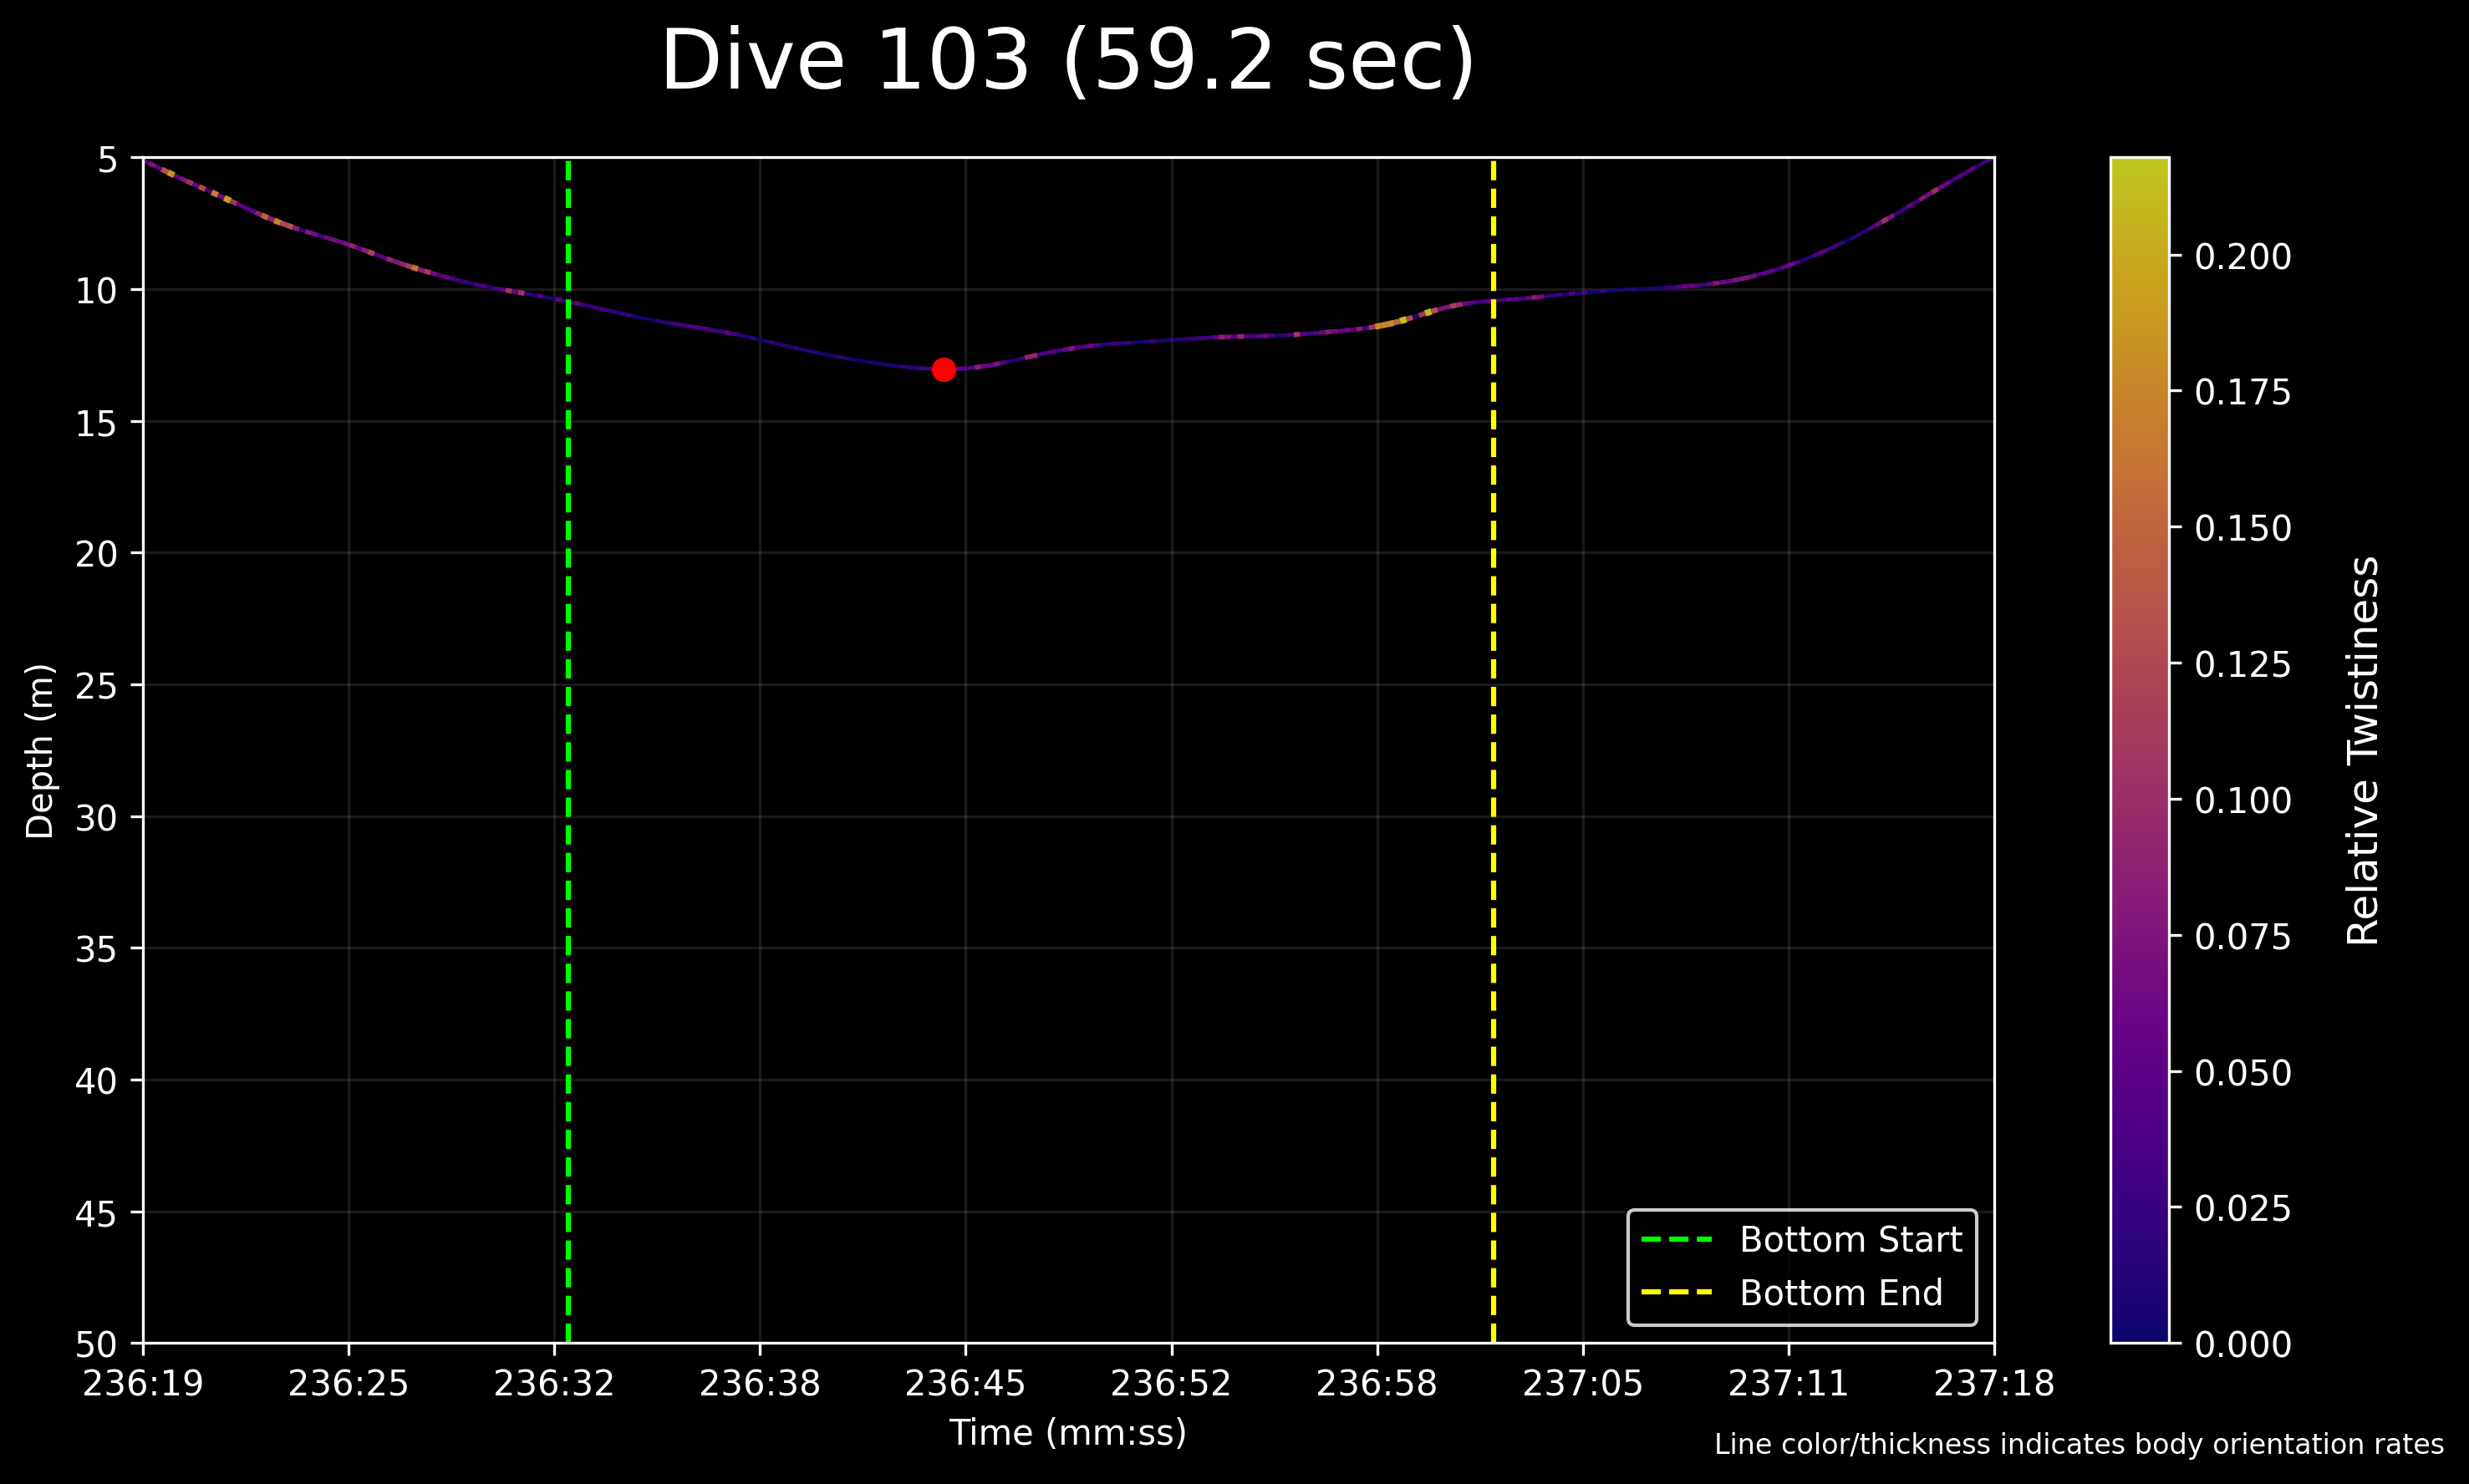 Dive 103 (59.2 sec)
5
10
15
20
25
30
35
40
45
50
Depth (m)
236:19 236:25 236:32 236:38 236:45 236:52 236:58 237:05 237:11 237:18
Time (mm:ss)
Bottom Start
Bottom End
0.200
0.175
0.150
0.125
0.100
0.075
0.050
0.025
0.000
Relative Twistiness
Line color/thickness indicates body orientation rates